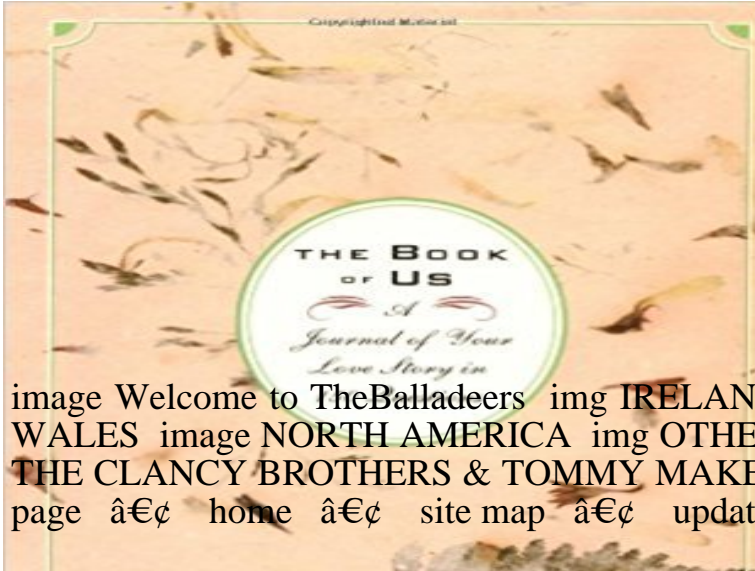 Copyrighted Material
THE BOOK
OF US
A
Journal of Your
Love Story in
image Welcome to TheBalladeers img IRELAN
WALES image NORTH AMERICA img OTHE
THE CLANCY BROTHERS & TOMMY MAKE
page â€¢ home â€¢ site map â€¢ updat